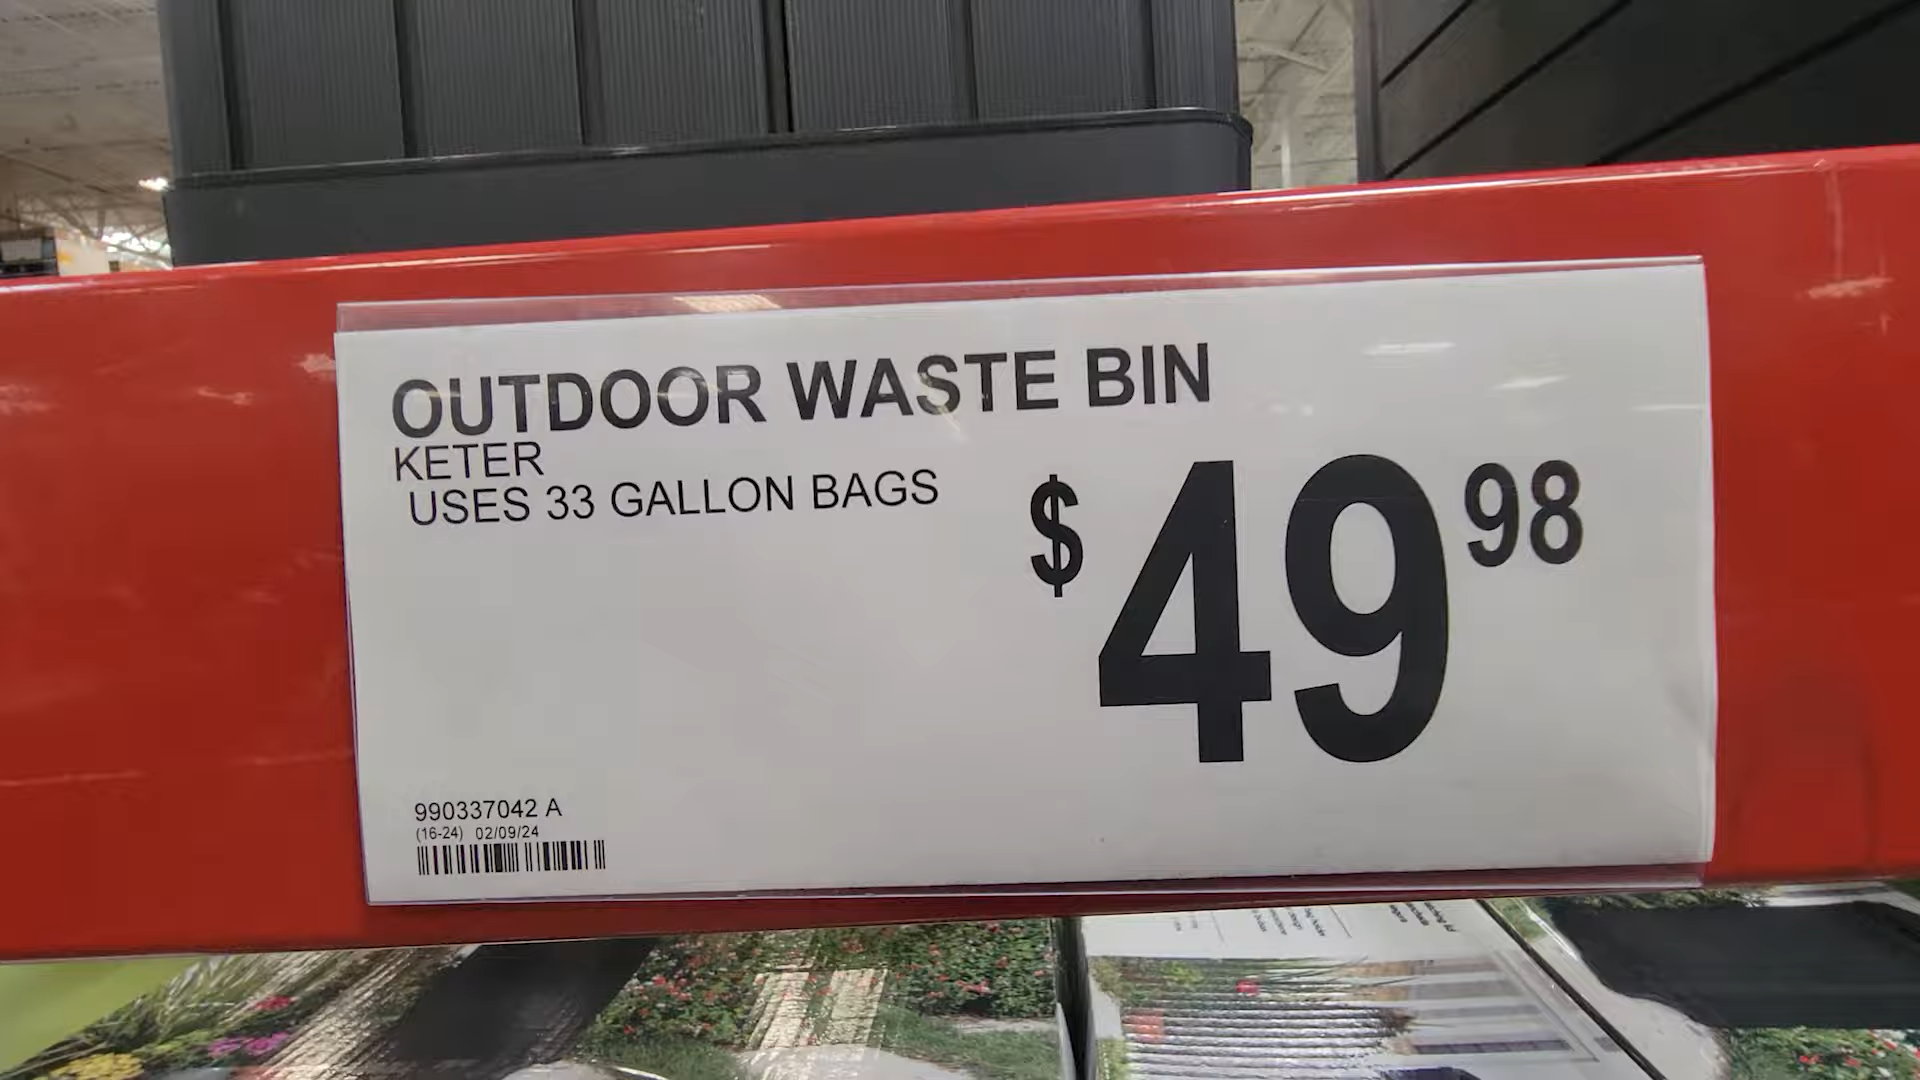 OUTDOOR WASTE BIN
KETER
USES 33 GALLON BAGS
$49 98
990337042 A
(16-24) 02/09/24